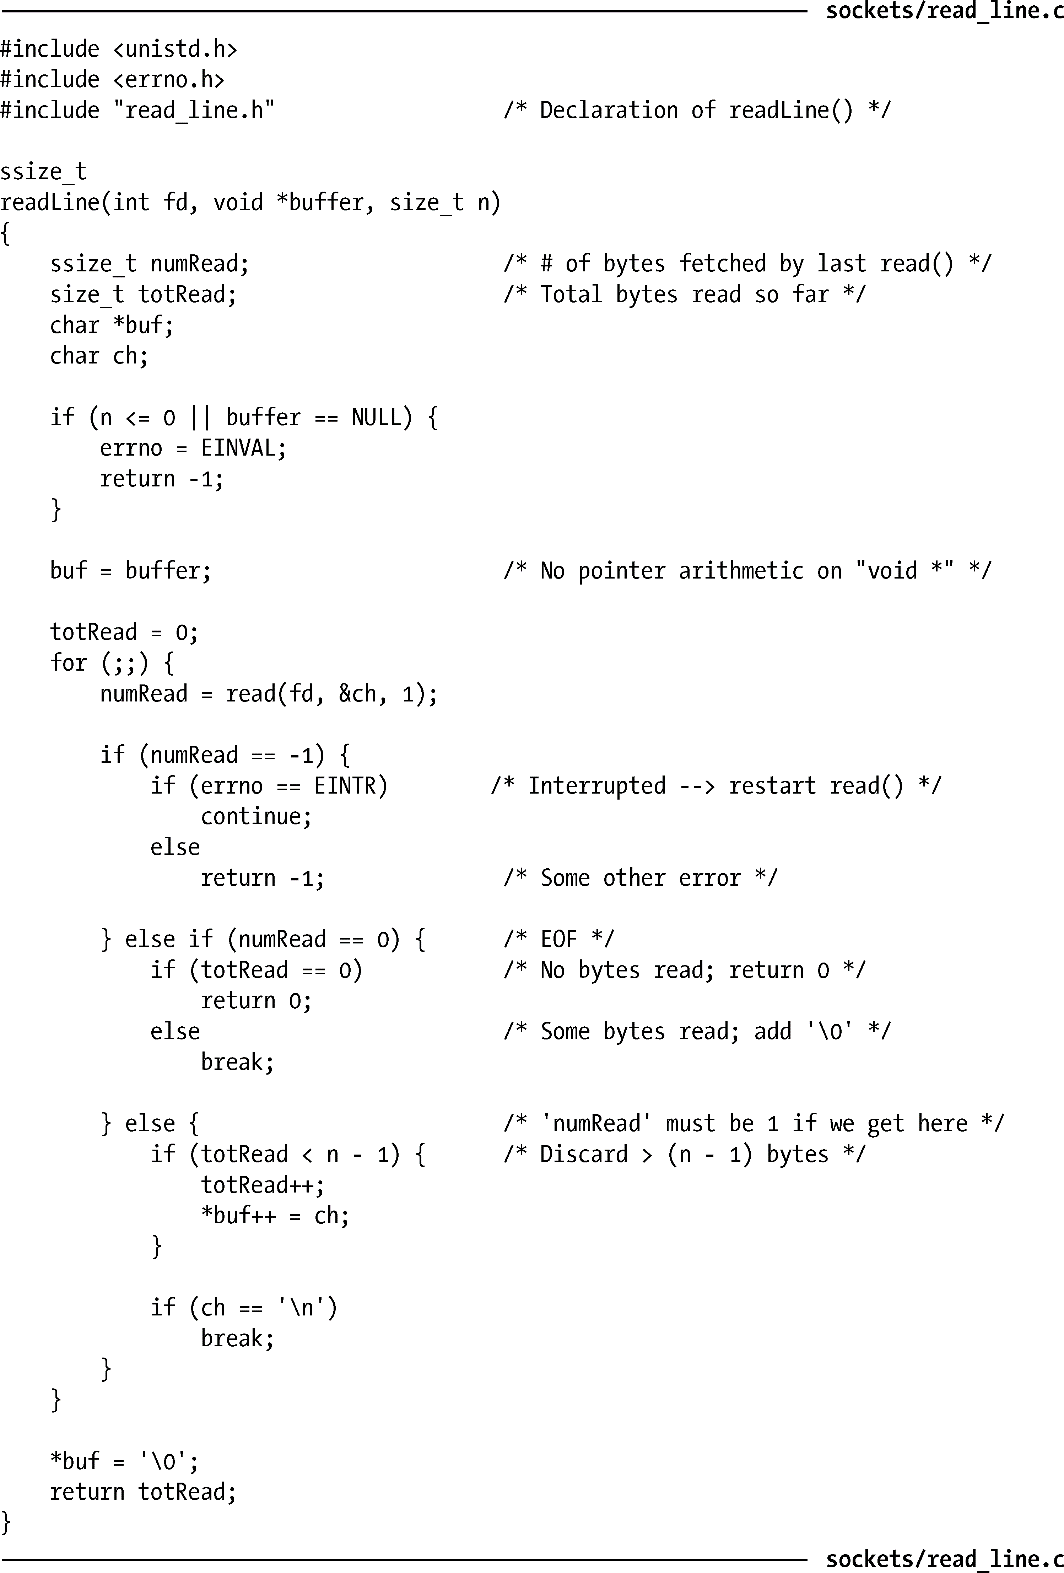 sockets/read_line.c
#include <unistd.h>
#include <errno.h>
#include "read_line.h"                  /* Declaration of readLine() */

ssize_t
readLine(int fd, void *buffer, size_t n)
{
    ssize_t numRead;                    /* # of bytes fetched by last read() */
    size_t totRead;                     /* Total bytes read so far */
    char *buf;
    char ch;

    if (n <= 0 || buffer == NULL) {
        errno = EINVAL;
        return -1;
    }

    buf = buffer;                       /* No pointer arithmetic on "void *" */

    totRead = 0;
    for (;;) {
        numRead = read(fd, &ch, 1);

        if (numRead == -1) {
            if (errno == EINTR)        /* Interrupted --> restart read() */
                continue;
            else
                return -1;              /* Some other error */

        } else if (numRead == 0) {      /* EOF */
            if (totRead == 0)           /* No bytes read; return 0 */
                return 0;
            else                        /* Some bytes read; add '\0' */
                break;

        } else {                        /* 'numRead' must be 1 if we get here */
            if (totRead < n - 1) {      /* Discard > (n - 1) bytes */
                totRead++;
                *buf++ = ch;
            }

            if (ch == '\n')
                break;
        }
    }

    *buf = '\0';
    return totRead;
}
sockets/read_line.c